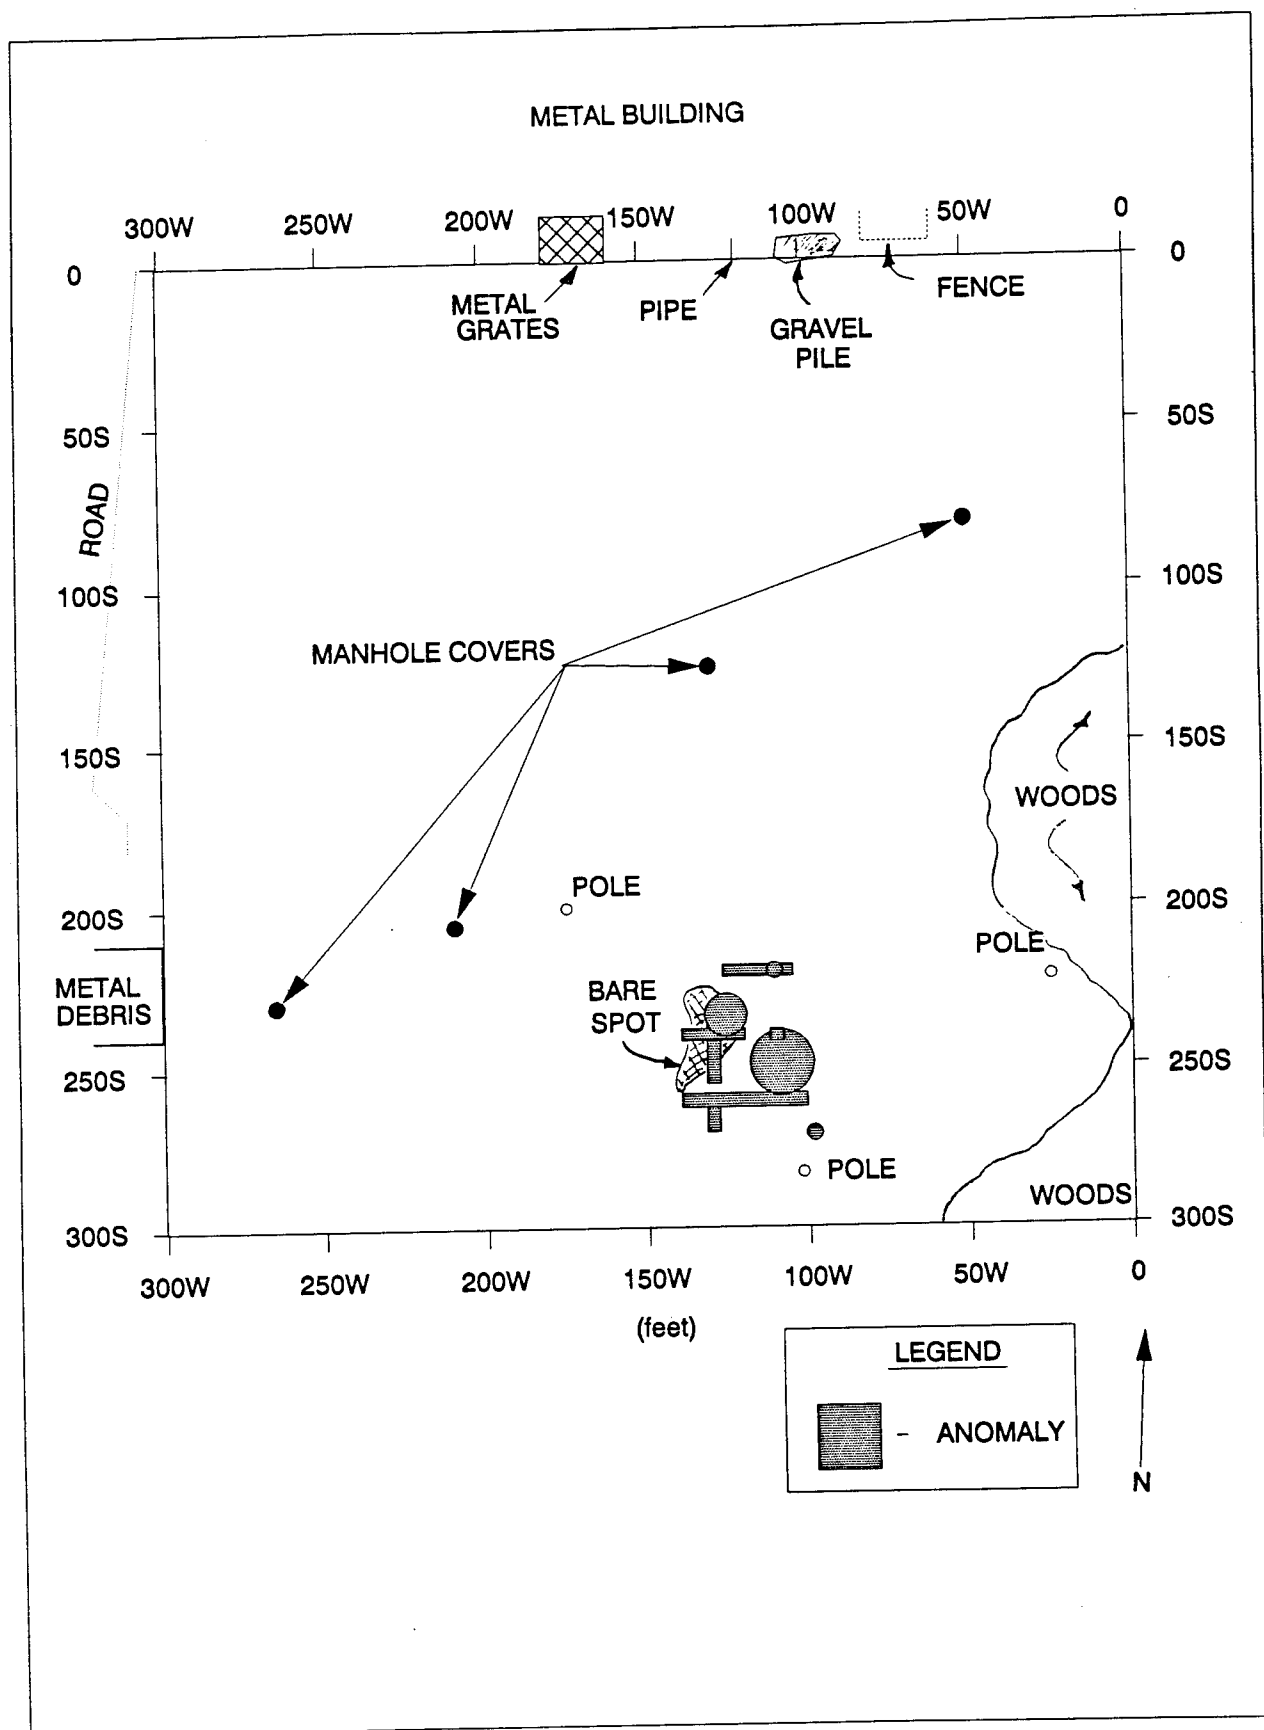 METAL BUILDING
300W 250W 200W 150W 100W 50W 0
0 0
METAL
GRATES
PIPE
GRAVEL
PILE
FENCE
50S 50S
ROAD
100S 100S
MANHOLE COVERS
150S 150S
WOODS
200S 200S
POLE
POLE
METAL
DEBRIS
BARE
SPOT
250S 250S
POLE
WOODS
300S 300S
300W 250W 200W 150W 100W 50W 0
(feet)
LEGEND
- ANOMALY
N